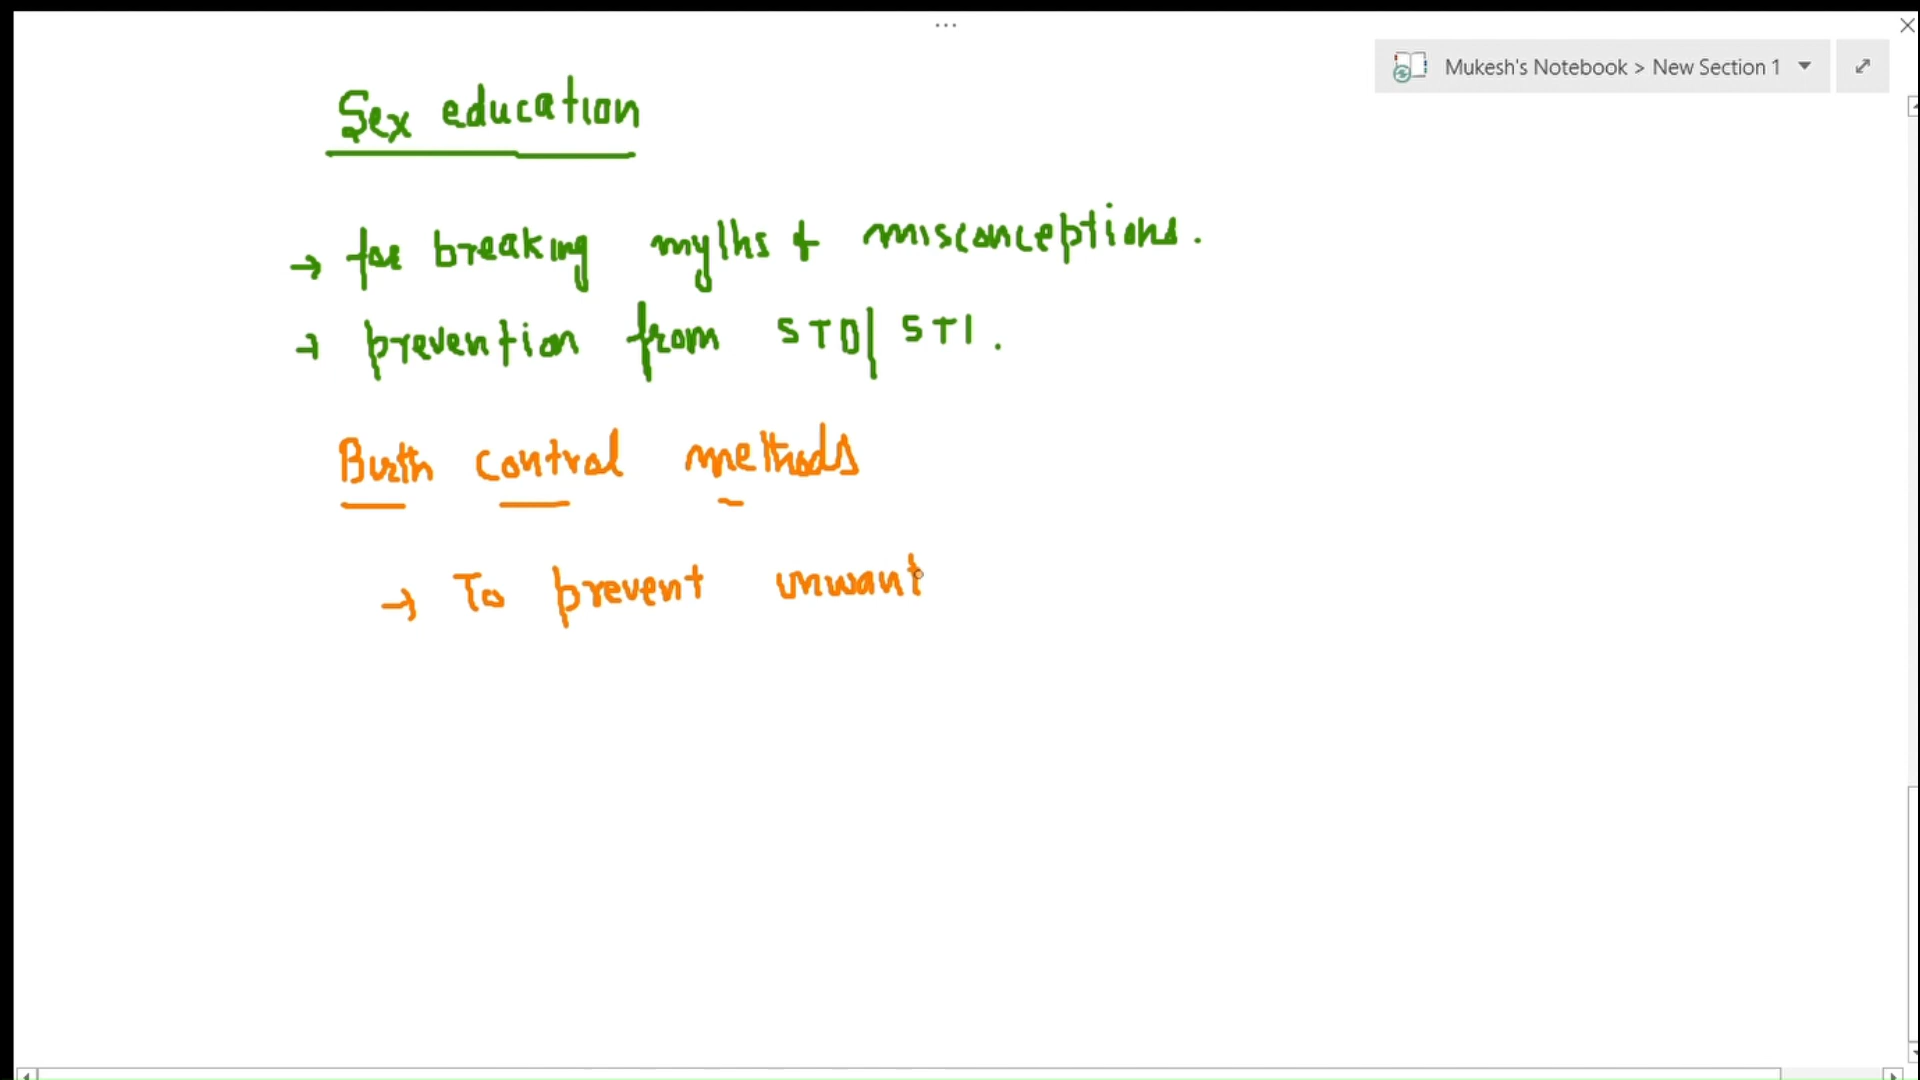 ...
Mukesh's Notebook > New Section 1
Sex education
→ for breaking myths & misconceptions.
→ prevention from STD/STI.
Birth control methods
→ To prevent unwant